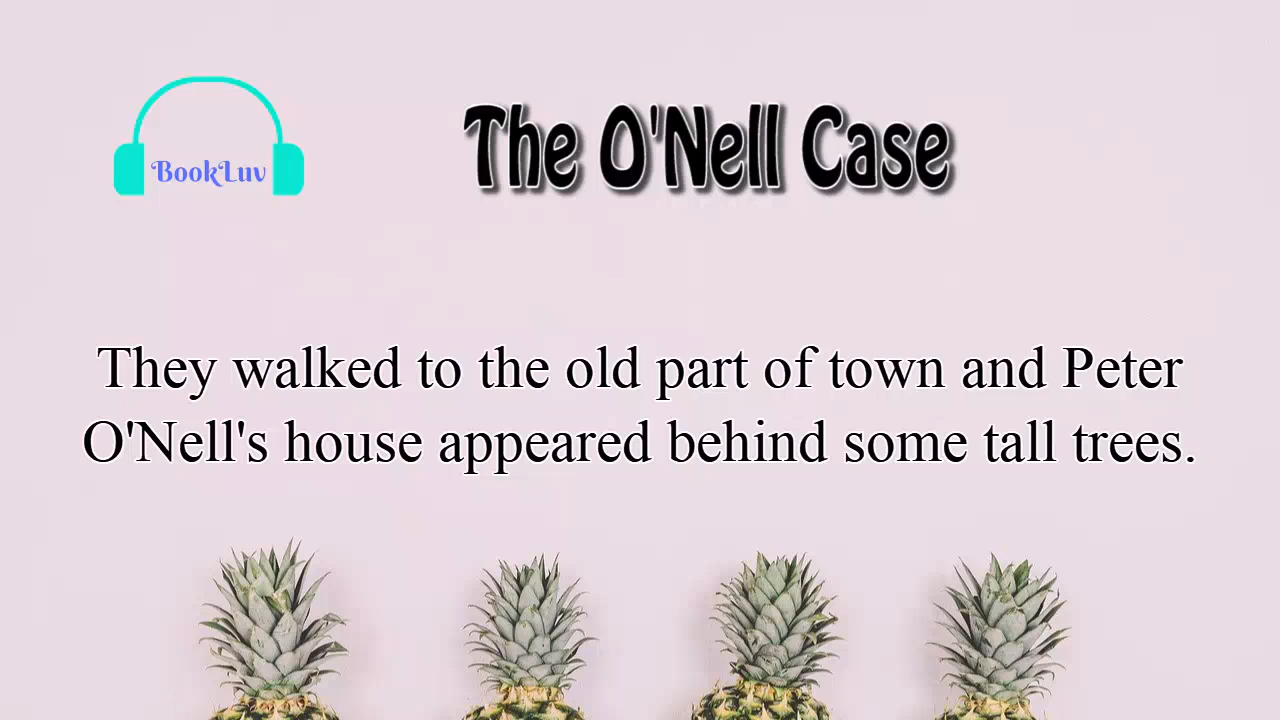 BookLuv
The O'Nell Case
They walked to the old part of town and Peter
O'Nell's house appeared behind some tall trees.